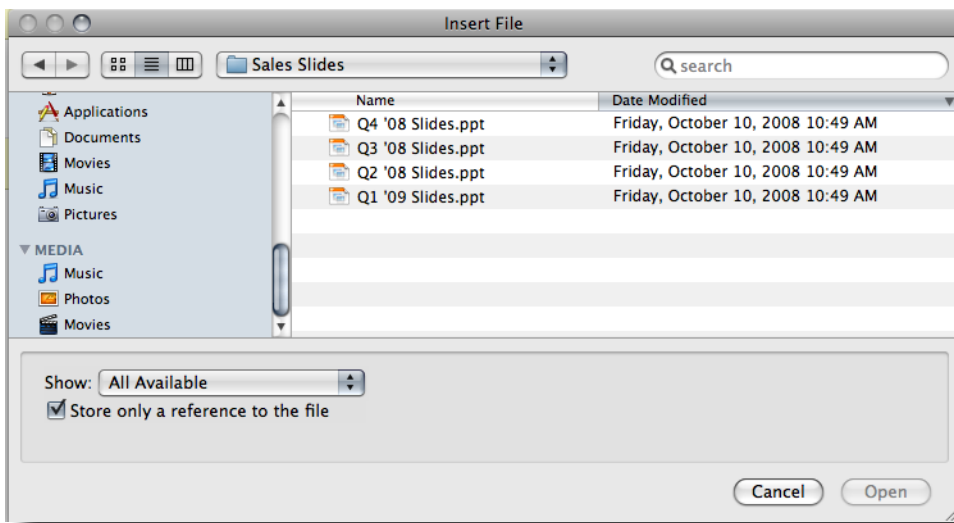 Insert File
Sales Slides
search
Applications
Documents
Movies
Music
Pictures
MEDIA
Music
Photos
Movies
Name Date Modified
Q4 '08 Slides.ppt Friday, October 10, 2008 10:49 AM
Q3 '08 Slides.ppt Friday, October 10, 2008 10:49 AM
Q2 '08 Slides.ppt Friday, October 10, 2008 10:49 AM
Q1 '09 Slides.ppt Friday, October 10, 2008 10:49 AM
Show: All Available
Store only a reference to the file
Cancel Open